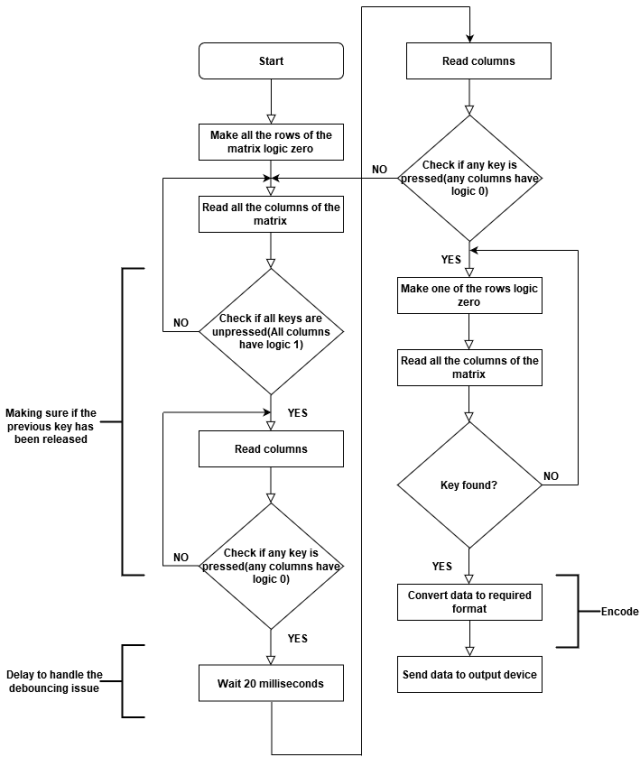 Start
Make all the rows of the
matrix logic zero
Read all the columns of the
matrix
Check if all keys are
unpressed(All columns
have logic 1)
NO
YES
Making sure if the
previous key has
been released
Read columns
Check if any key is
pressed(any columns have
logic 0)
NO
YES
Delay to handle the
debouncing issue
Wait 20 milliseconds
Read columns
Check if any key is
pressed(any columns have
logic 0)
NO
YES
Make one of the rows logic
zero
Read all the columns of the
matrix
Key found?
NO
YES
Convert data to required
format
Encode
Send data to output device